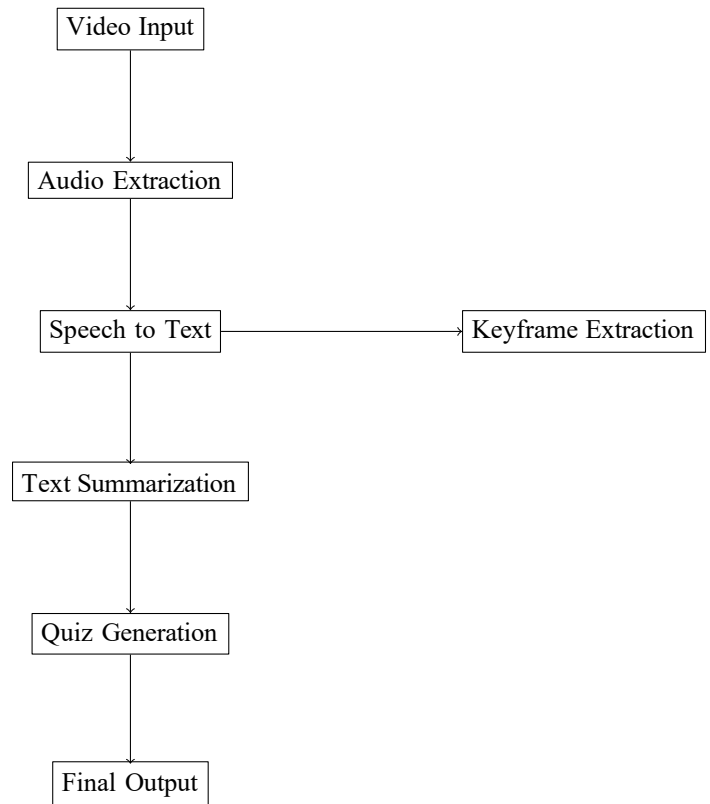 Video Input
Audio Extraction
Speech to Text
Keyframe Extraction
Text Summarization
Quiz Generation
Final Output